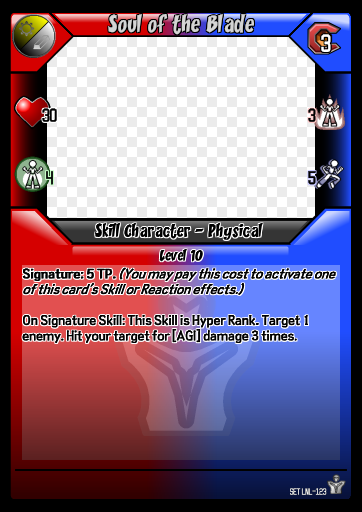 Soul of the Blade
3
30
3
4
5
Skill Character - Physical
Level 10
Signature: 5 TP. (You may pay this cost to activate one
of this card's Skill or Reaction effects.)
On Signature Skill: This Skill is Hyper Rank. Target 1
enemy. Hit your target for [AGI] damage 3 times.
SET LNL-123